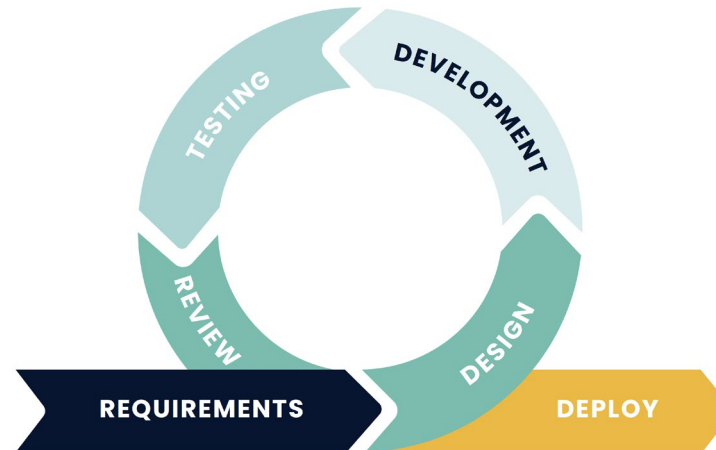 DEVELOPMENT
TESTING
REVIEW
DESIGN
REQUIREMENTS
DEPLOY